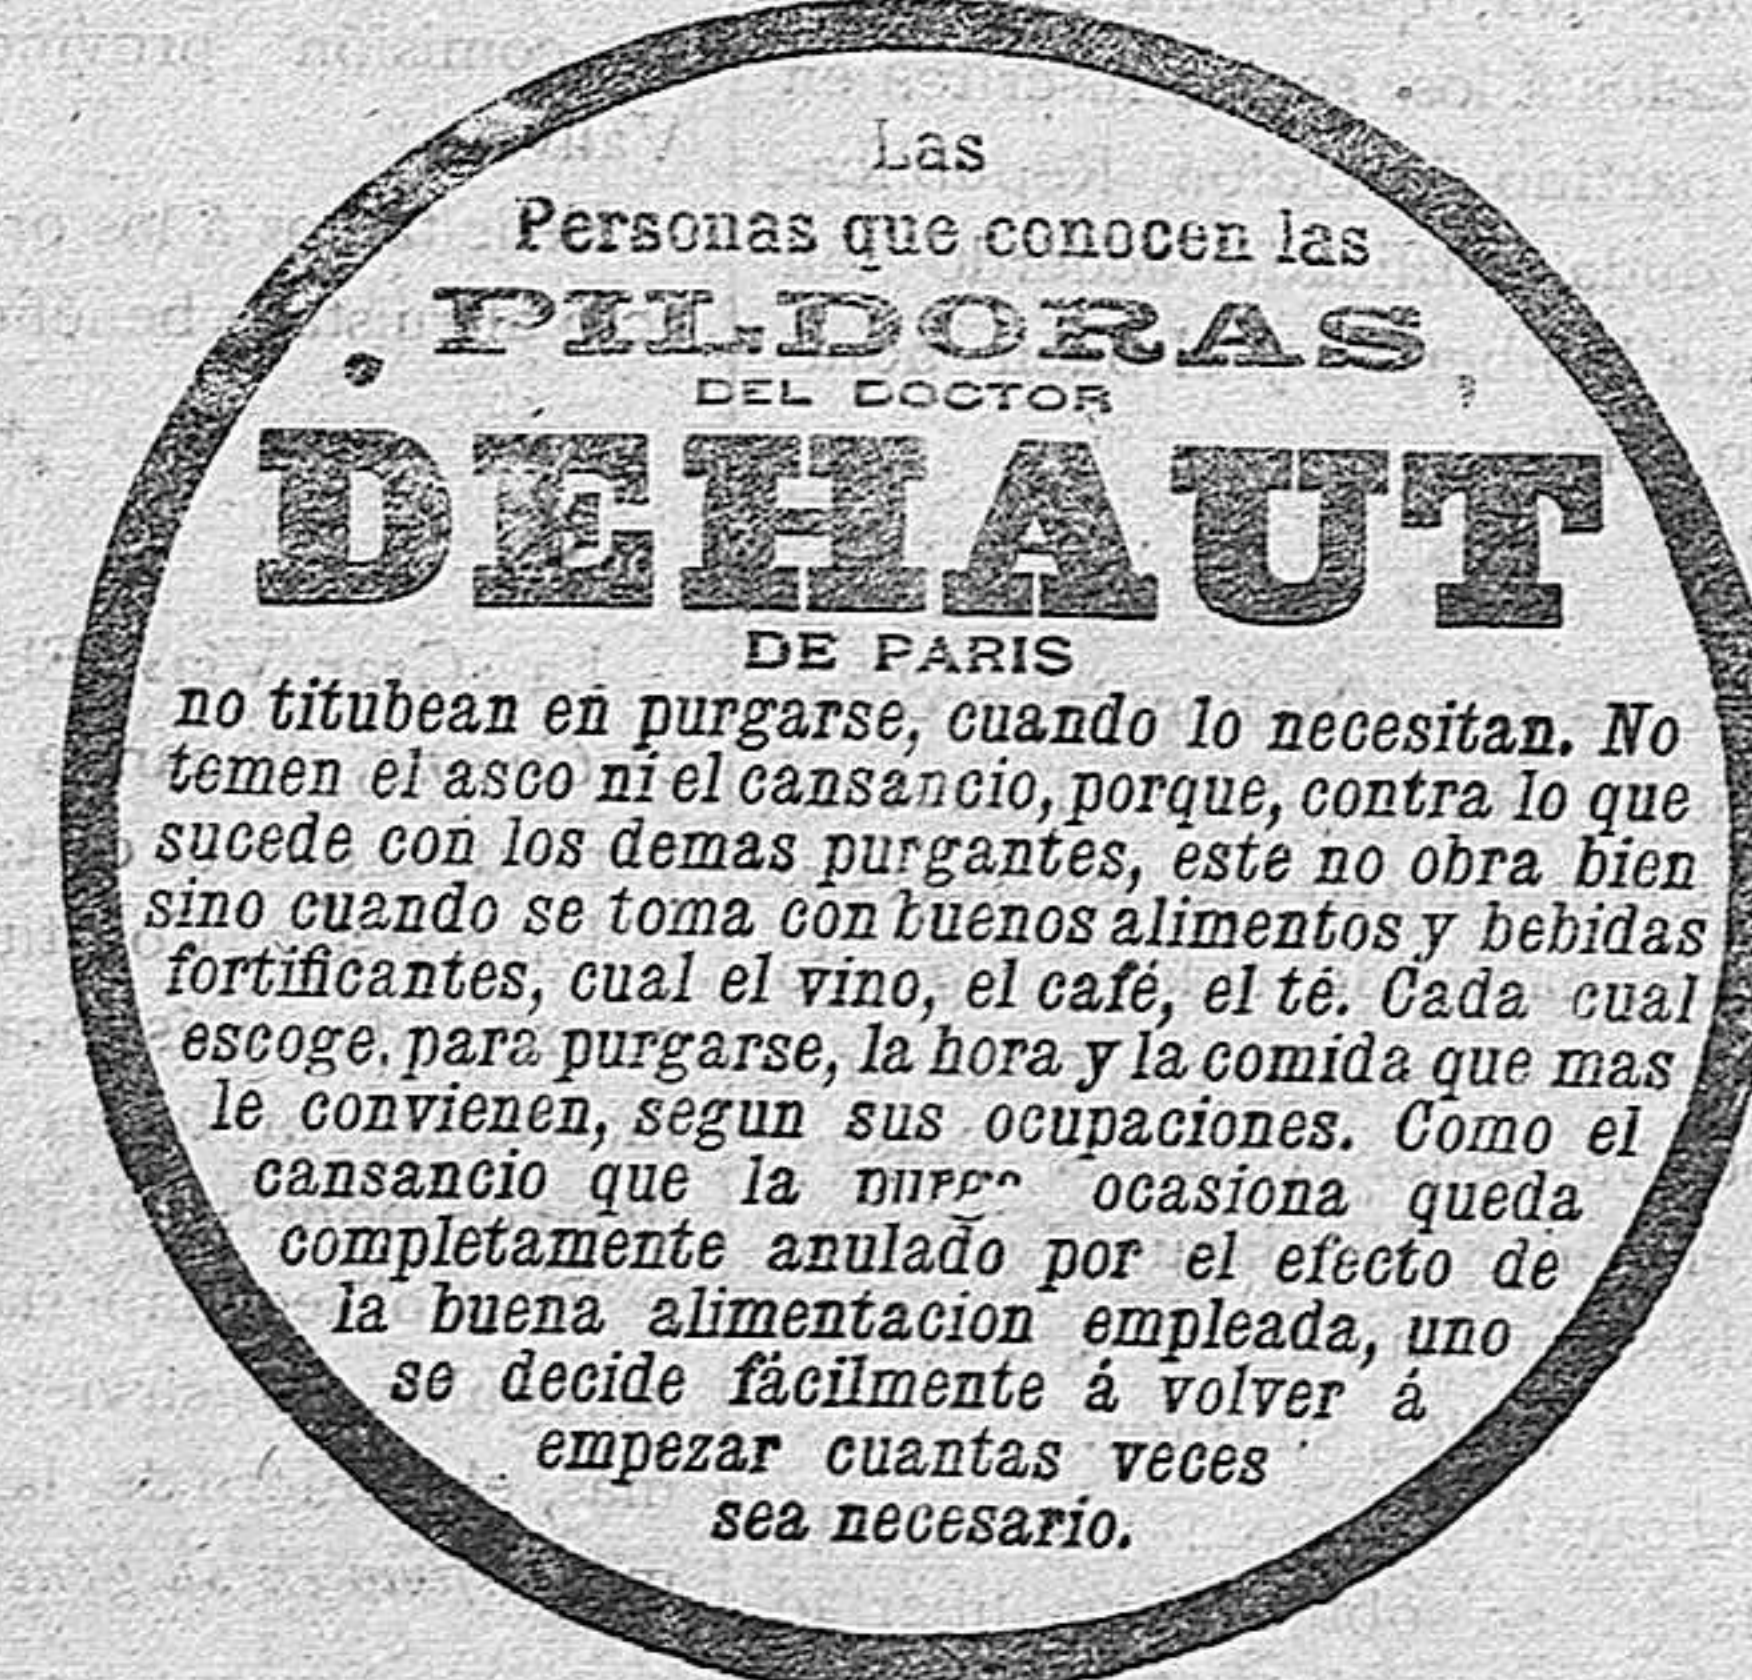 Las
Personas que conocen las
PILDORAS
DEL DOCTOR
DEHAUT
DE PARIS
no titubean en purgarse, cuando lo necesitan. No
temen el asco ni el cansancio, porque, contra lo que
sucede con los demas purgantes, este no obra bien
sino cuando se toma con buenos alimentos y bebidas
fortificantes, cual el vino, el café, el té. Cada cual
escoge, para purgarse, la hora y la comida que mas
le convienen, segun sus ocupaciones. Como el
cansancio que la purga ocasiona queda
completamente anulado por el efecto de
la buena alimentacion empleada, uno
se decide fácilmente á volver á
empezar cuantas veces
sea necesario.